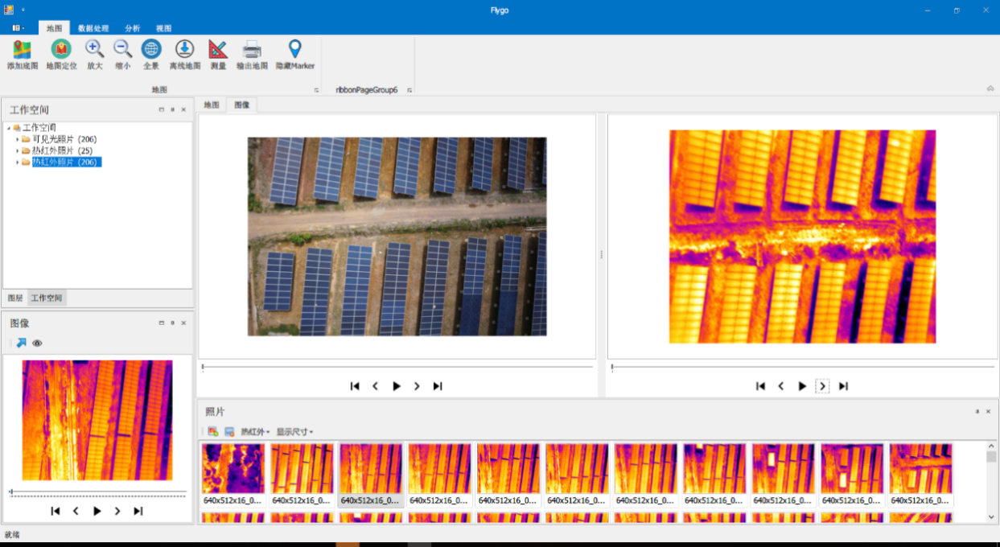 Flygo
地图 数据处理 分析 视图
添加底图 地图定位 放大 缩小 全景 离线地图 测量 输出地图 隐藏Marker
地图 ribbonPageGroup6
工作空间
地图 图像
工作空间
可见光照片 (206)
热红外照片 (25)
热红外照片 (206)
图层 工作空间
图像
照片
热红外 显示尺寸
640x512x16_0... 640x512x16_0... 640x512x16_0... 640x512x16_0... 640x512x16_0... 640x512x16_0... 640x512x16_0... 640x512x16_0... 640x512x16_0... 640x512x16_0... 640x512x16_0...
就绪